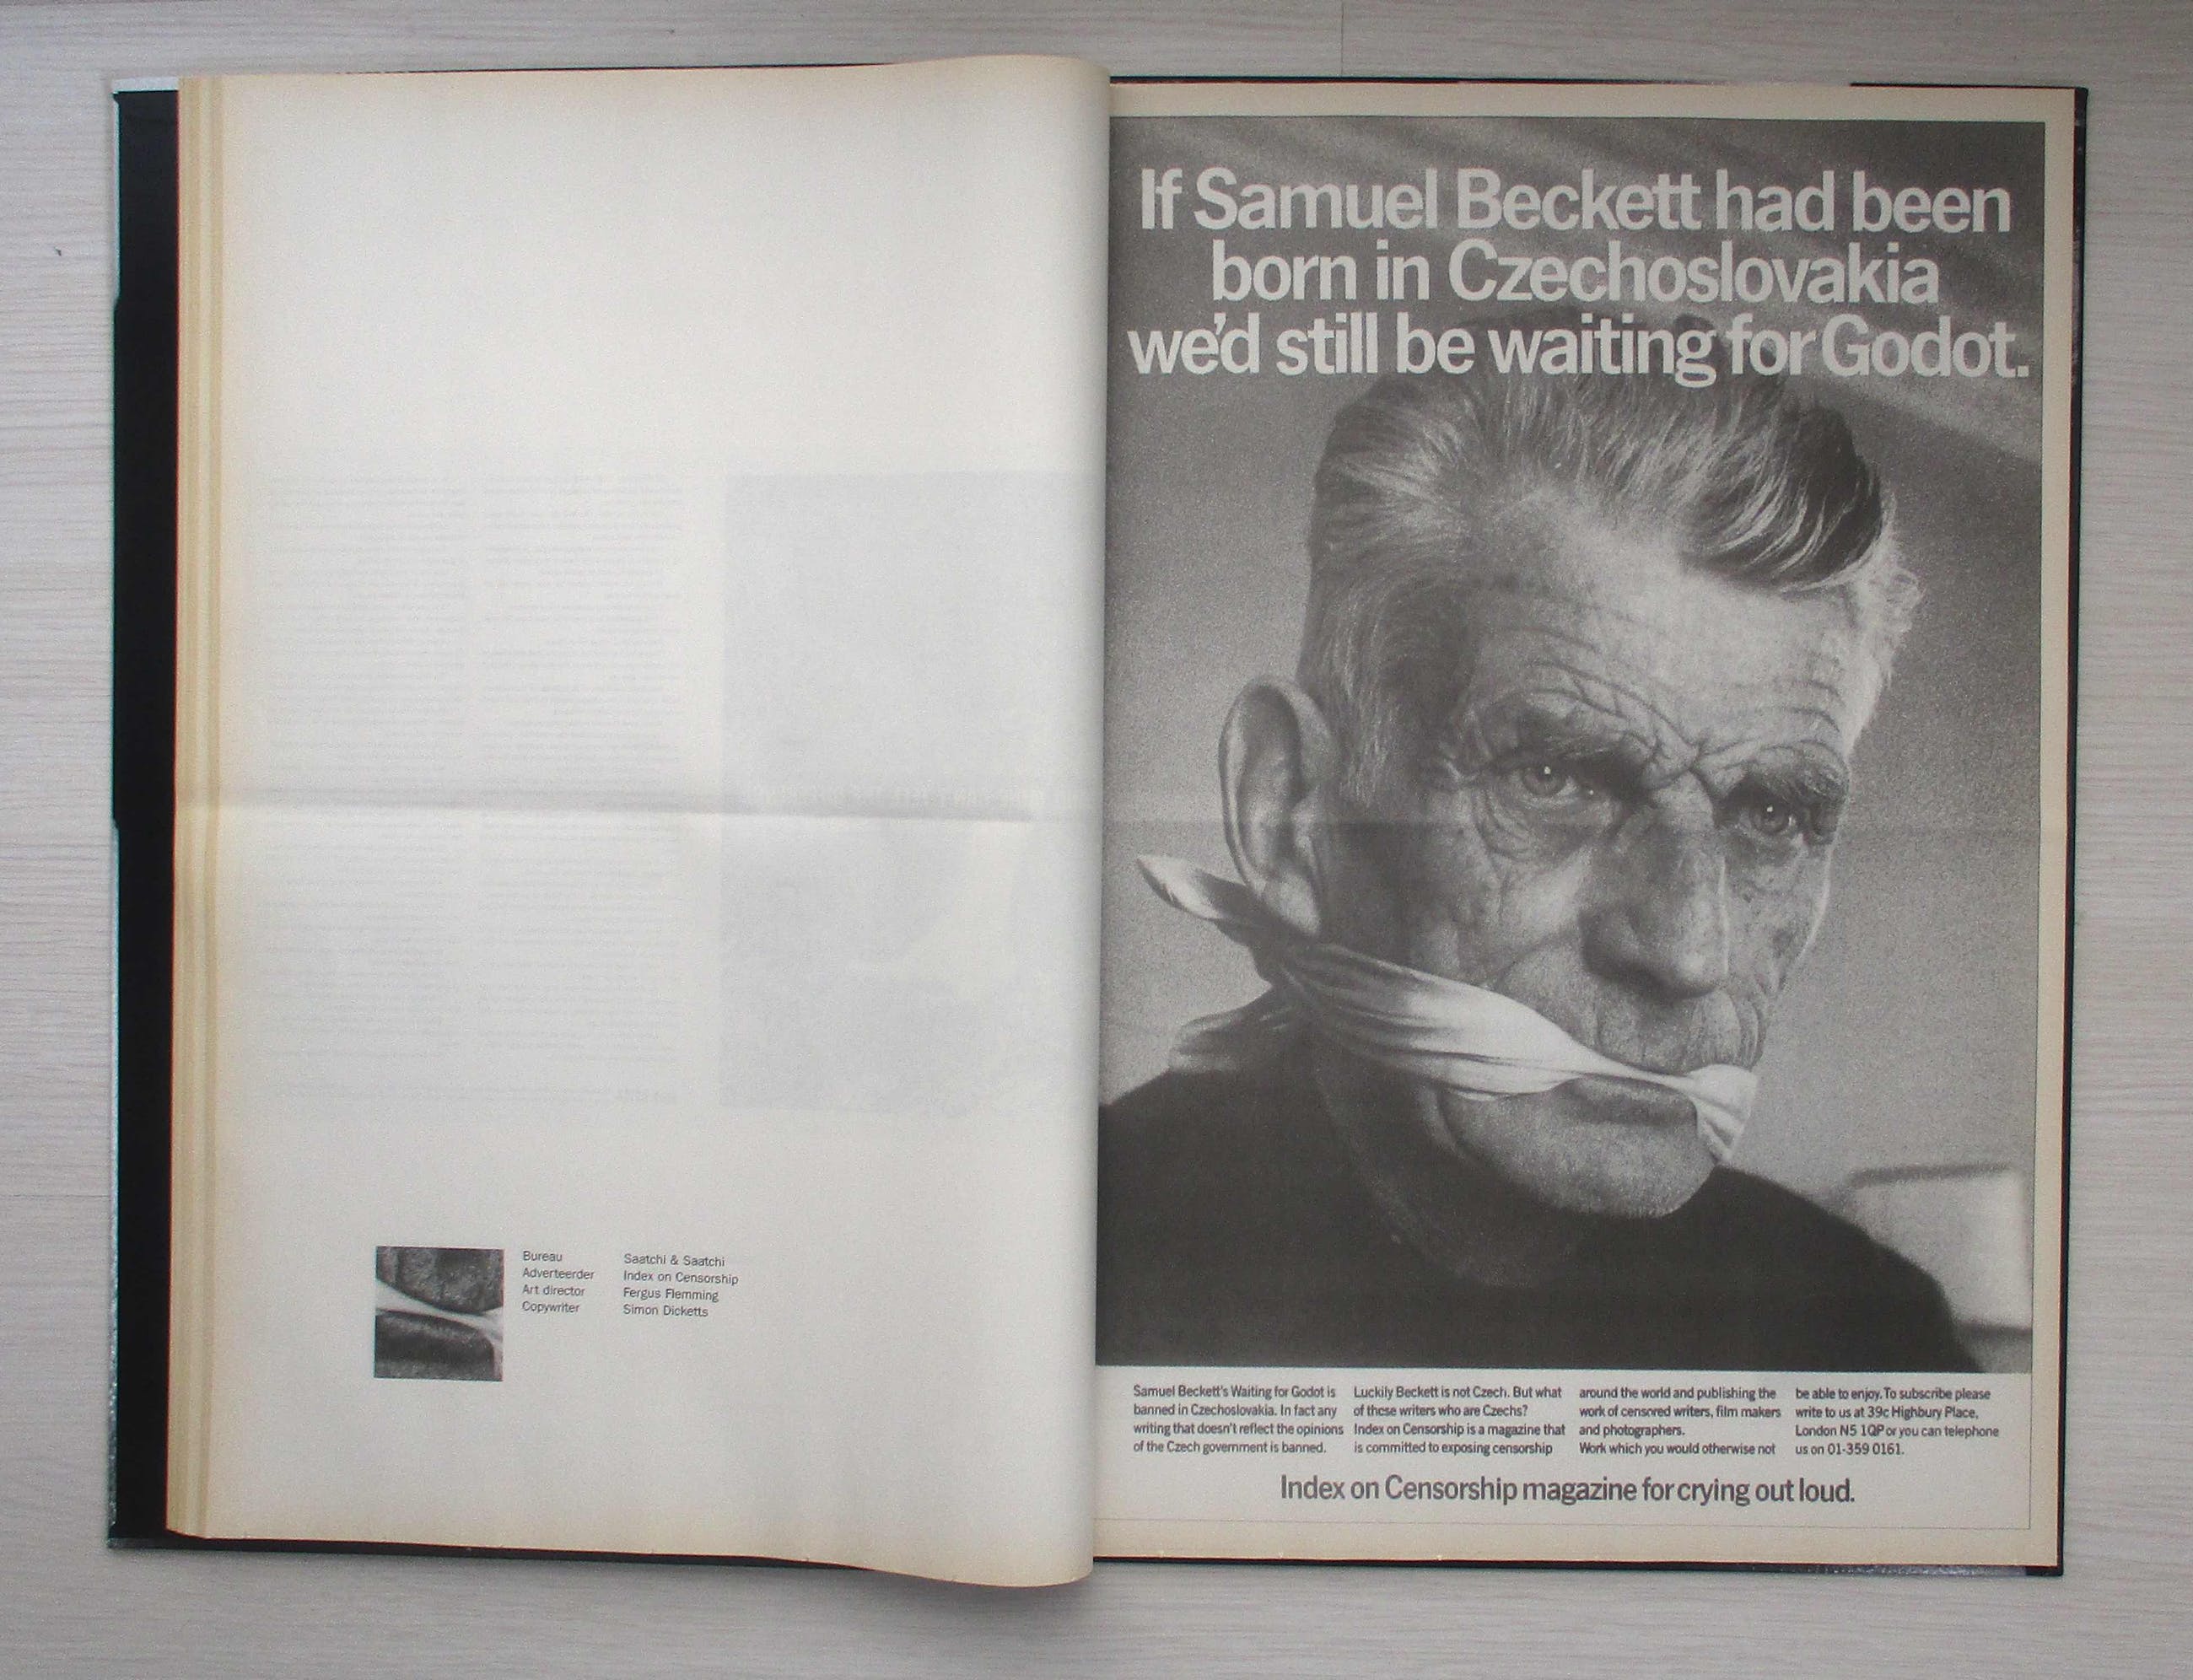 Bureau Saatchi & Saatchi
Adverteerder Index on Censorship
Art director Fergus Flemming
Copywriter Simon Dicketts
If Samuel Beckett had been
born in Czechoslovakia
we'd still be waiting for Godot.
Samuel Beckett's Waiting for Godot is
banned in Czechoslovakia. In fact any
writing that doesn't reflect the opinions
of the Czech government is banned.
Luckily Beckett is not Czech. But what
of those writers who are Czechs?
Index on Censorship is a magazine that
is committed to exposing censorship
around the world and publishing the
work of censored writers, film makers
and photographers.
Work which you would otherwise not
be able to enjoy. To subscribe please
write to us at 39c Highbury Place,
London N5 1QP or you can telephone
us on 01-359 0161.
Index on Censorship magazine for crying out loud.